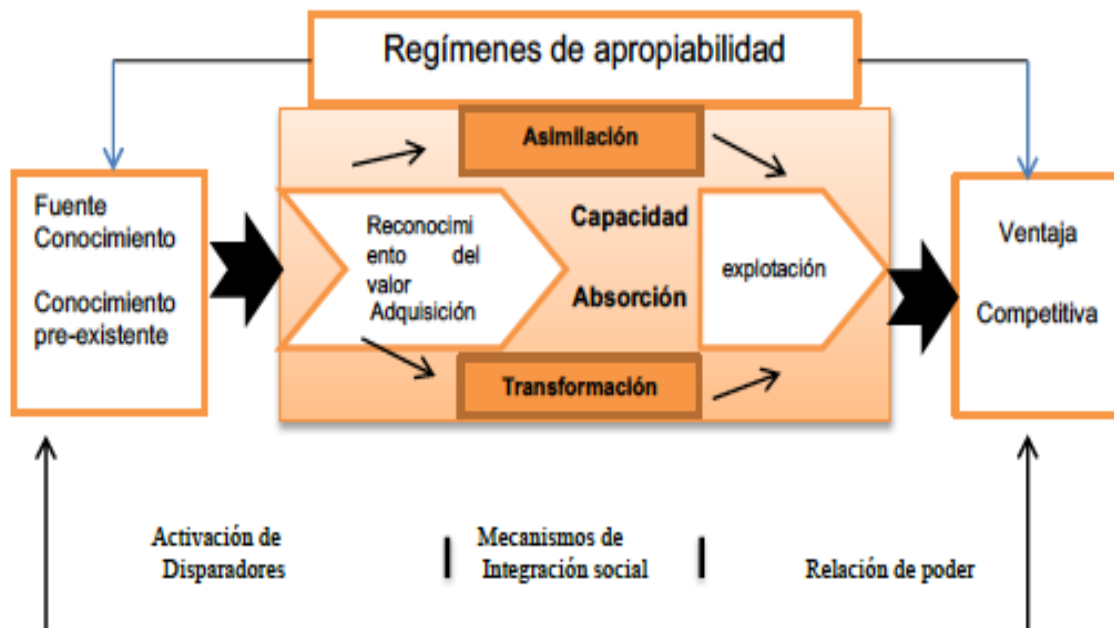 Regímenes de apropiabilidad
Asimilación
Fuente
Conocimiento
Conocimiento
pre-existente
Reconocimi
ento del
valor
Adquisición
Capacidad
Absorción
explotación
Ventaja
Competitiva
Transformación
Activación de
Disparadores
Mecanismos de
Integración social
Relación de poder